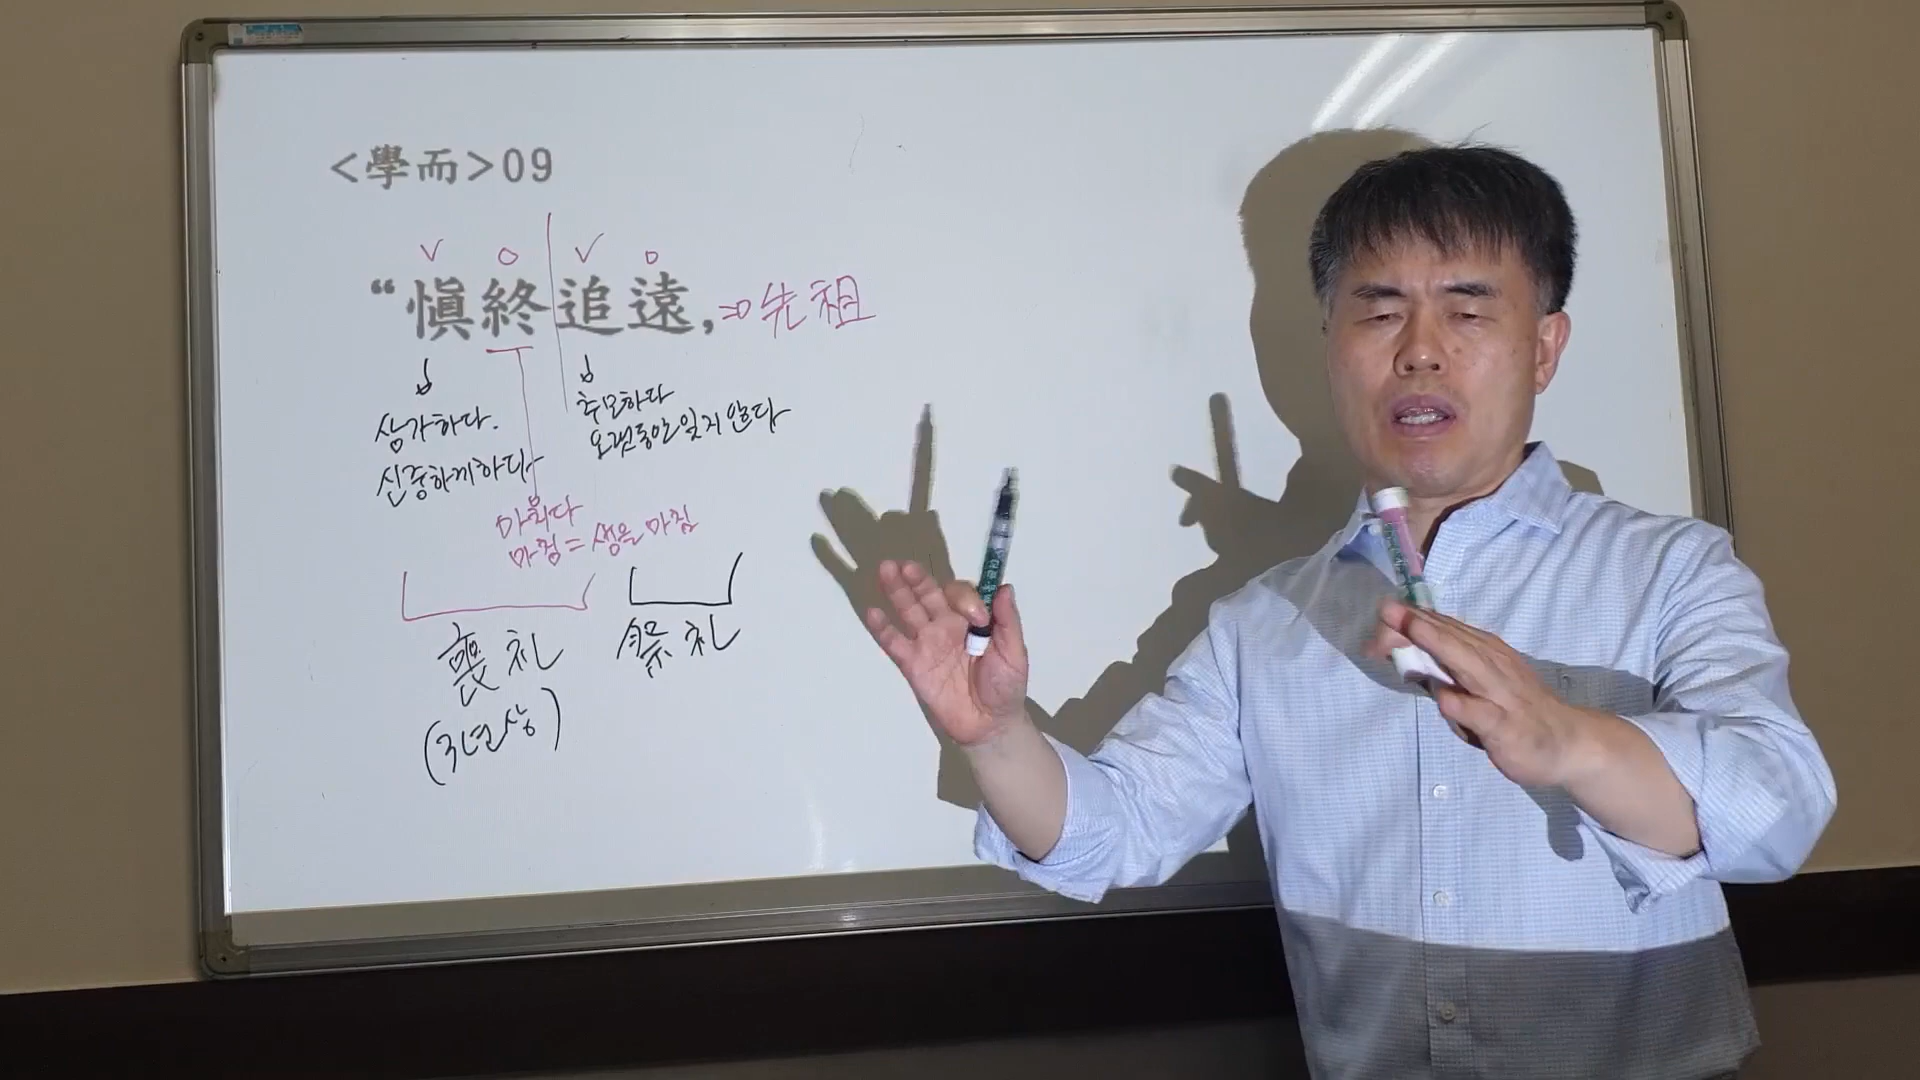 <學而>09
V O V O
“愼終追遠, => 先祖
삼가하다.
신중하게하다
추모하다
오랫동안 잊지 않다
마치다
마침 = 생을 마침
喪礼 祭礼
(3년상)